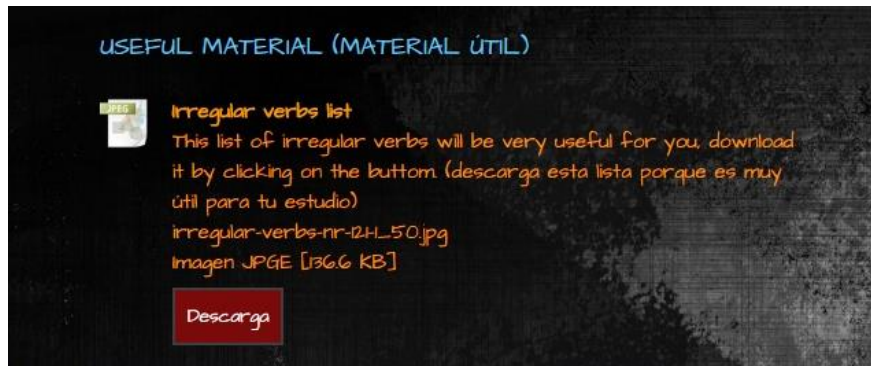 USEFUL MATERIAL (MATERIAL ÚTIL)
JPEG
Irregular verbs list
This list of irregular verbs will be very useful for you, download
it by clicking on the buttom. (descarga esta lista porque es muy
útil para tu estudio)
irregular-verbs-nr-12H-1_50.jpg
Imagen JPGE [136.6 KB]
Descarga